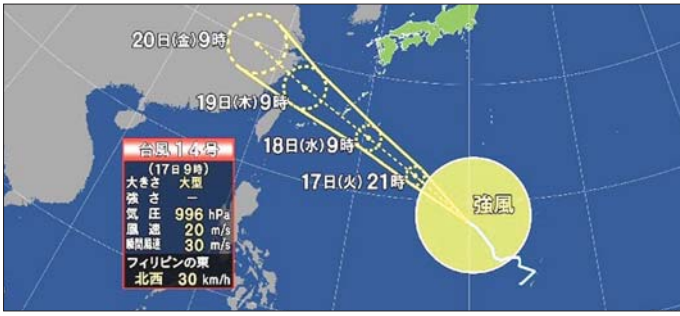 20日(金)9時
19日(木)9時
18日(水)9時
17日(火)21時
強風
台風14号
(17日9時)
大きさ 大型
強さ －
気圧 996 hPa
風速 20 m/s
瞬間風速 30 m/s
フィリピンの東
北西 30 km/h